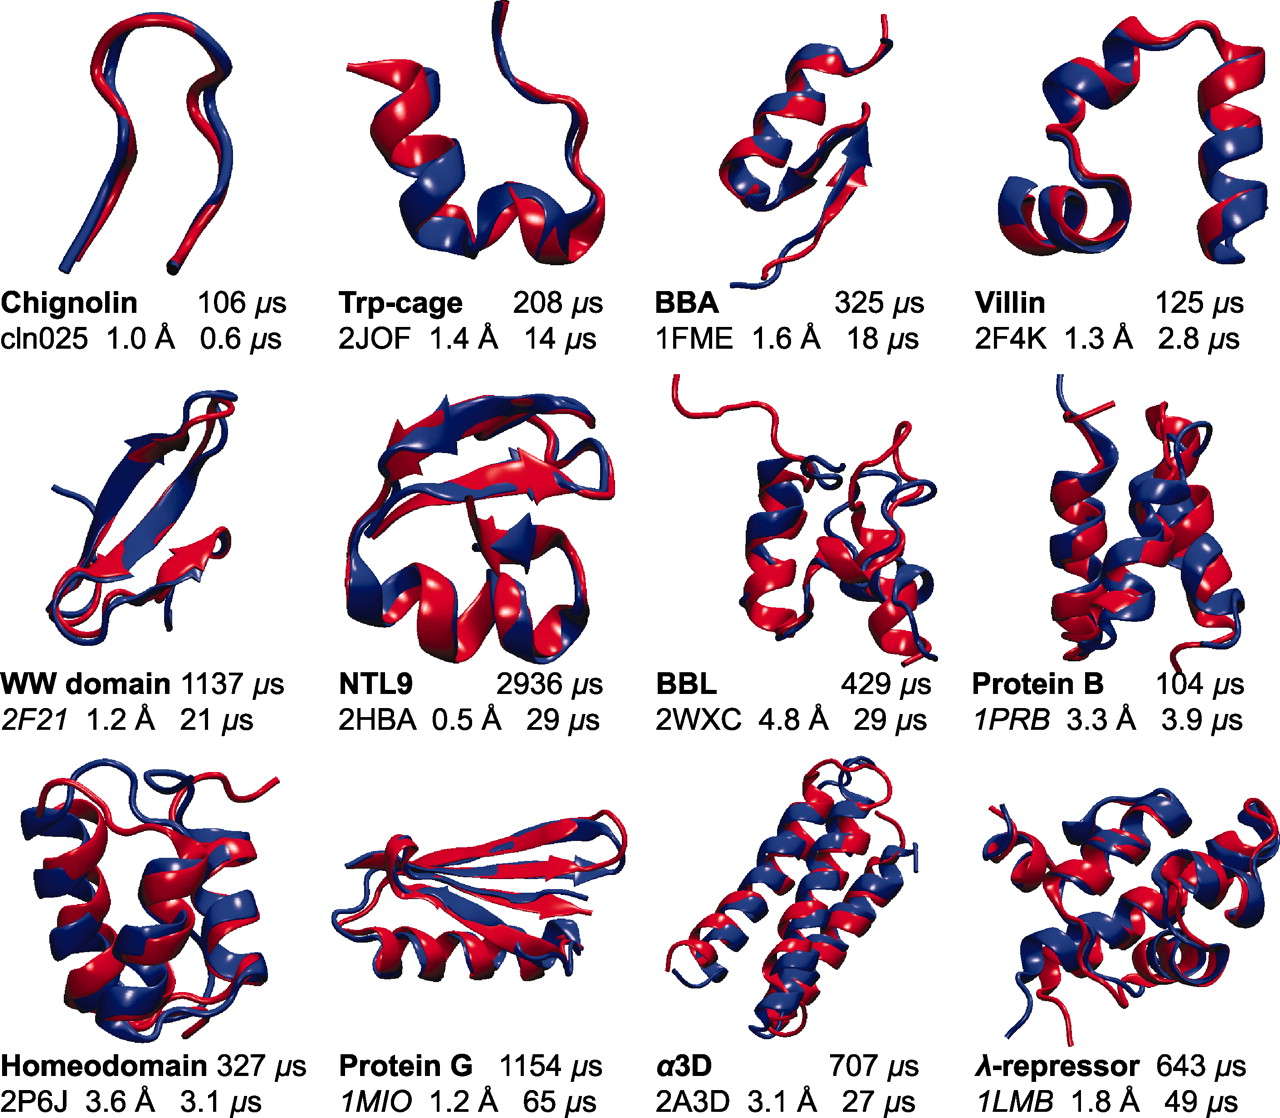 Chignolin 106 µs
cln025 1.0 Å 0.6 µs
Trp-cage 208 µs
2JOF 1.4 Å 14 µs
BBA 325 µs
1FME 1.6 Å 18 µs
Villin 125 µs
2F4K 1.3 Å 2.8 µs
WW domain 1137 µs
2F21 1.2 Å 21 µs
NTL9 2936 µs
2HBA 0.5 Å 29 µs
BBL 429 µs
2WXC 4.8 Å 29 µs
Protein B 104 µs
1PRB 3.3 Å 3.9 µs
Homeodomain 327 µs
2P6J 3.6 Å 3.1 µs
Protein G 1154 µs
1MIO 1.2 Å 65 µs
α3D 707 µs
2A3D 3.1 Å 27 µs
λ-repressor 643 µs
1LMB 1.8 Å 49 µs